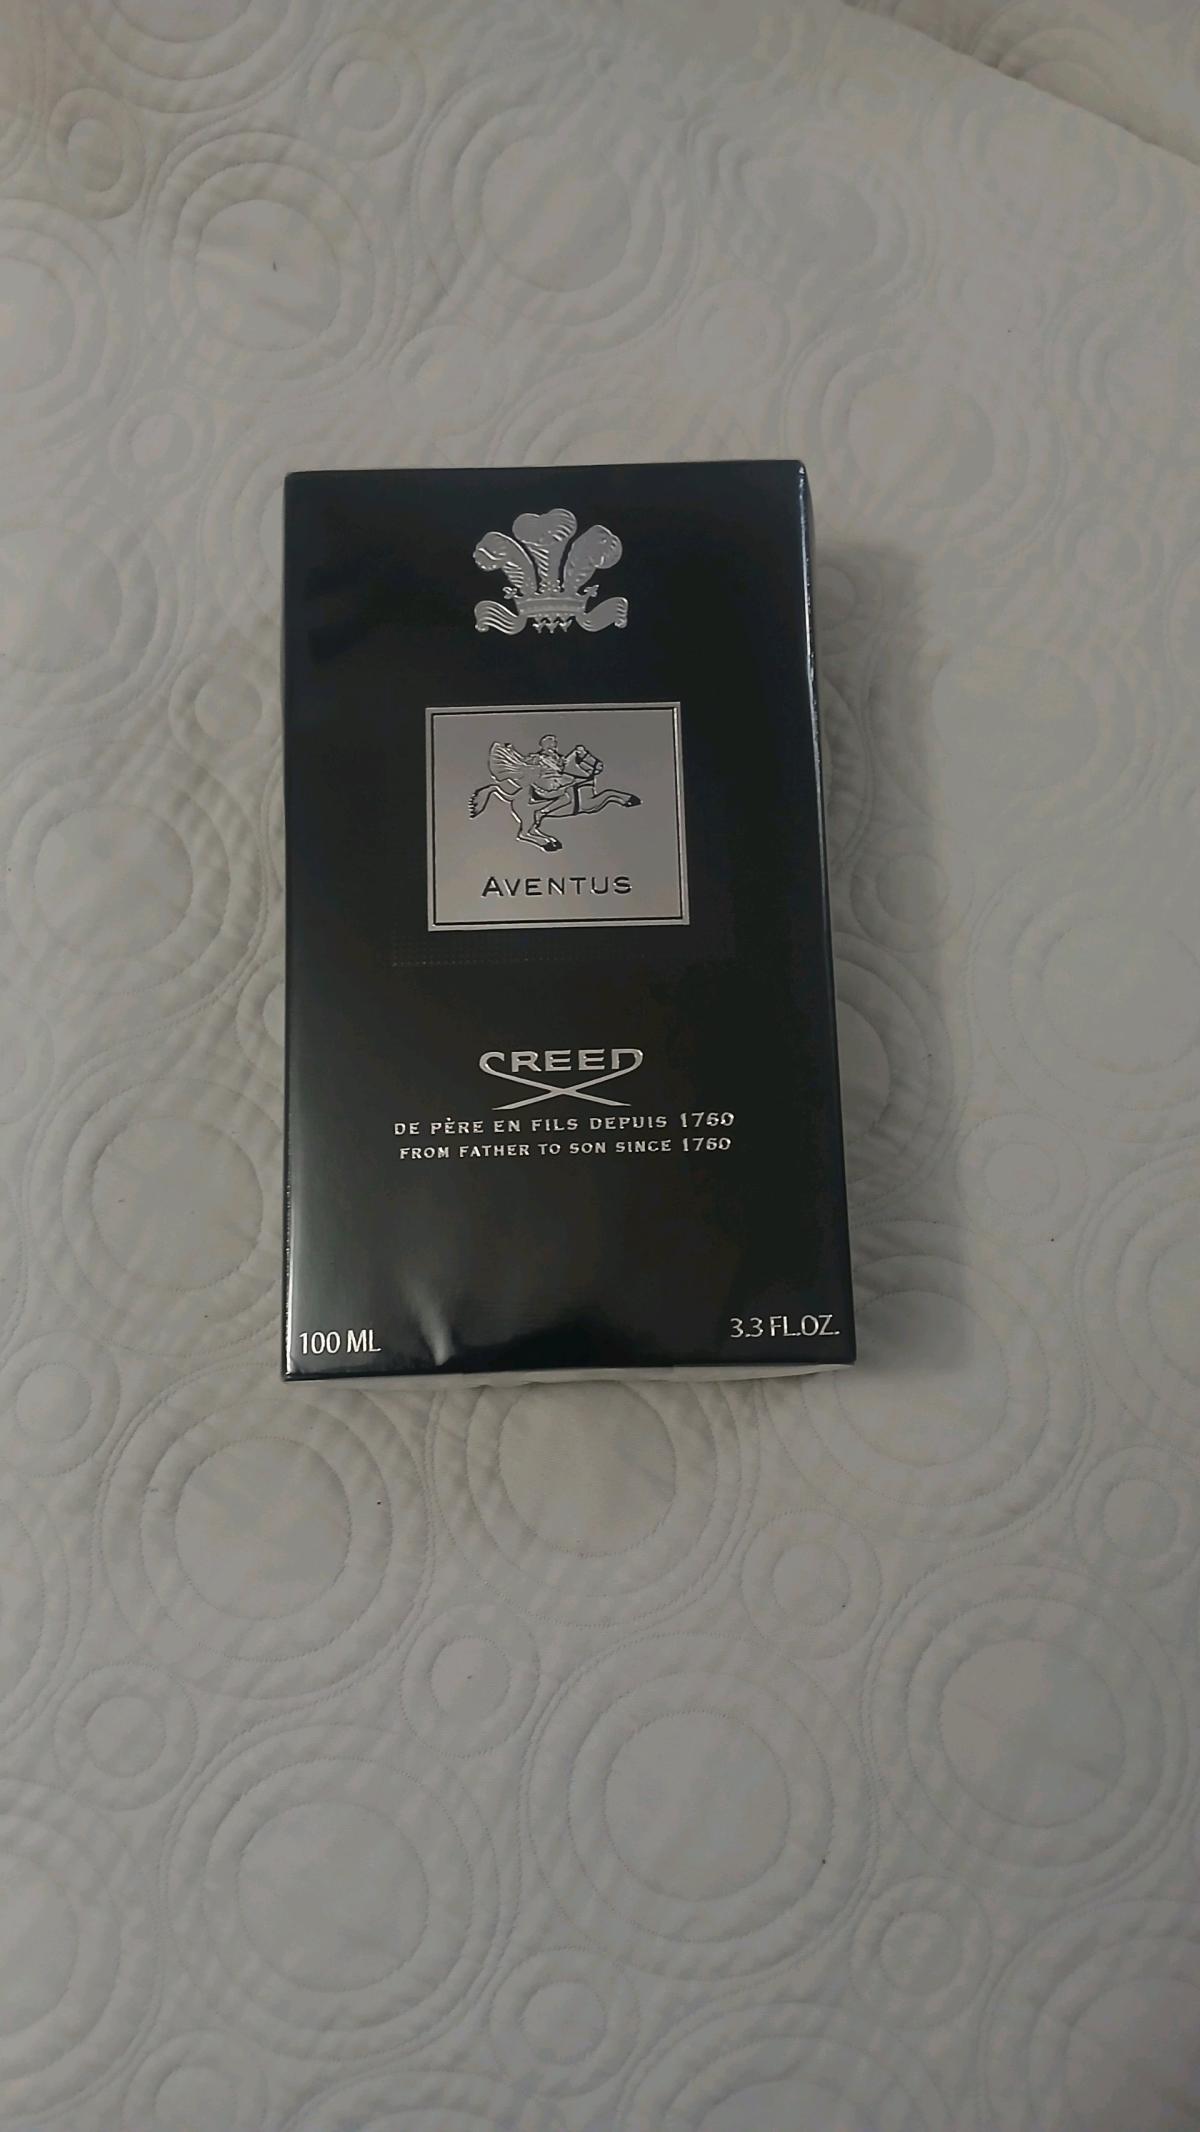 AVENTUS
CREED
DE PÈRE EN FILS DEPUIS 1760
FROM FATHER TO SON SINCE 1760
100 ML 3.3 FL.OZ.